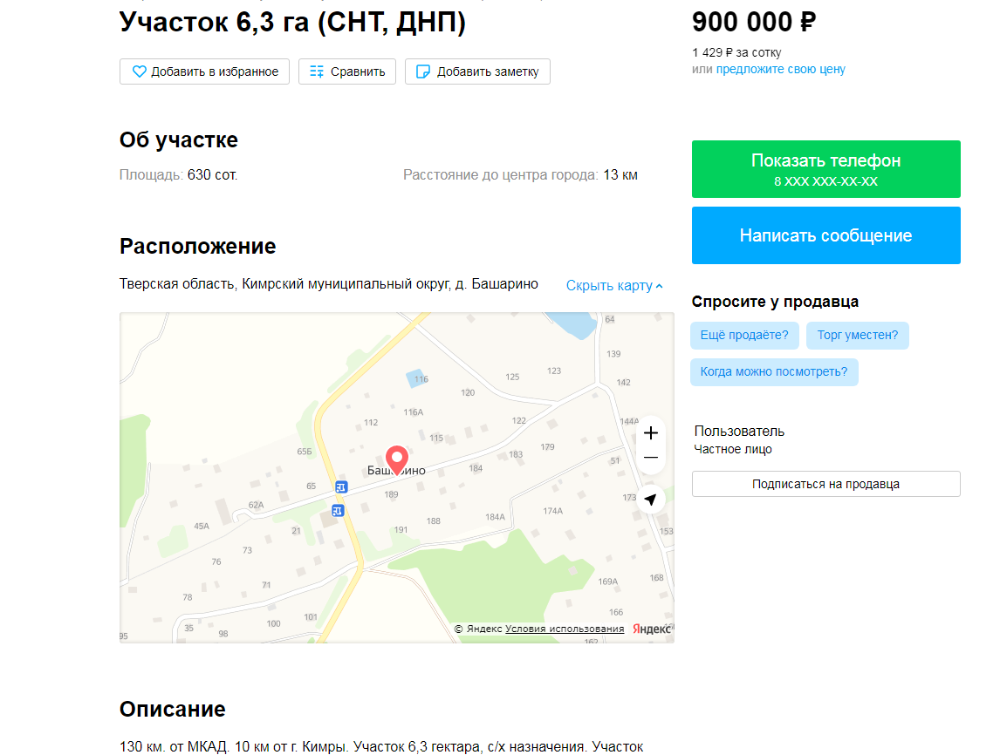 Участок 6,3 га (СНТ, ДНП)
900 000 ₽
1 429 ₽ за сотку
или предложите свою цену
Добавить в избранное
Сравнить
Добавить заметку
Об участке
Площадь: 630 сот.
Расстояние до центра города: 13 км
Показать телефон
8 XXX XXX-XX-XX
Написать сообщение
Расположение
Тверская область, Кимрский муниципальный округ, д. Башарино
Скрыть карту
Спросите у продавца
Ещё продаёте?
Торг уместен?
Когда можно посмотреть?
Пользователь
Частное лицо
Подписаться на продавца
64
139
123
125
142
116
120
116А
122
144А
112
115
179
65Б
183
51
184
Башарино
65
189
173
62А
174А
184А
188
45А
21
191
153
73
76
168
71
169А
78
166
101
100
35
98
95
162
© Яндекс Условия использования
Яндекс
Описание
130 км. от МКАД. 10 км от г. Кимры. Участок 6,3 гектара, с/х назначения. Участок